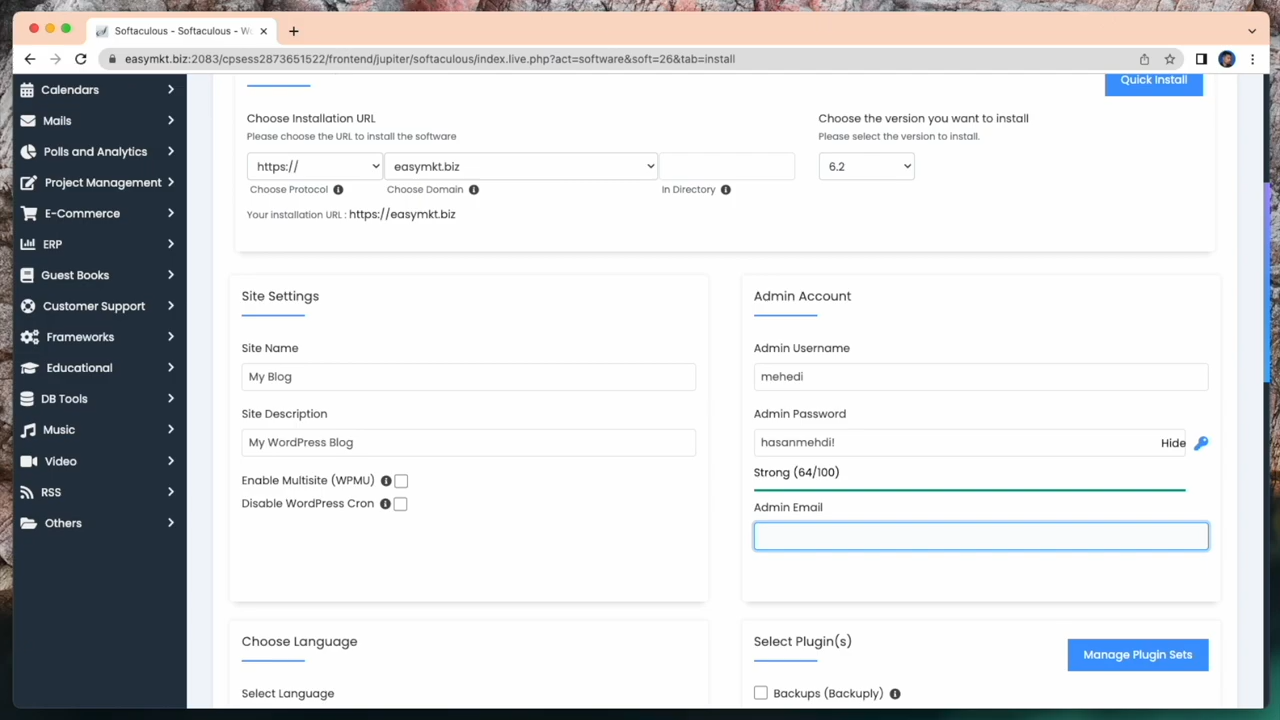 Softaculous - Softaculous - W
easymkt.biz:2083/cpsess2873651522/frontend/jupiter/softaculous/index.live.php?act=software&soft=26&tab=install
Calendars
Mails
Polls and Analytics
Project Management
E-Commerce
ERP
Guest Books
Customer Support
Frameworks
Educational
DB Tools
Music
Video
RSS
Others
Quick Install
Choose Installation URL
Please choose the URL to install the software
https://
easymkt.biz
Choose Protocol
Choose Domain
In Directory
Your installation URL : https://easymkt.biz
Choose the version you want to install
Please select the version to install.
6.2
Site Settings
Site Name
My Blog
Site Description
My WordPress Blog
Enable Multisite (WPMU)
Disable WordPress Cron
Admin Account
Admin Username
mehedi
Admin Password
hasanmehdi!
Hide
Strong (64/100)
Admin Email
Choose Language
Select Language
Select Plugin(s)
Manage Plugin Sets
Backups (Backuply)